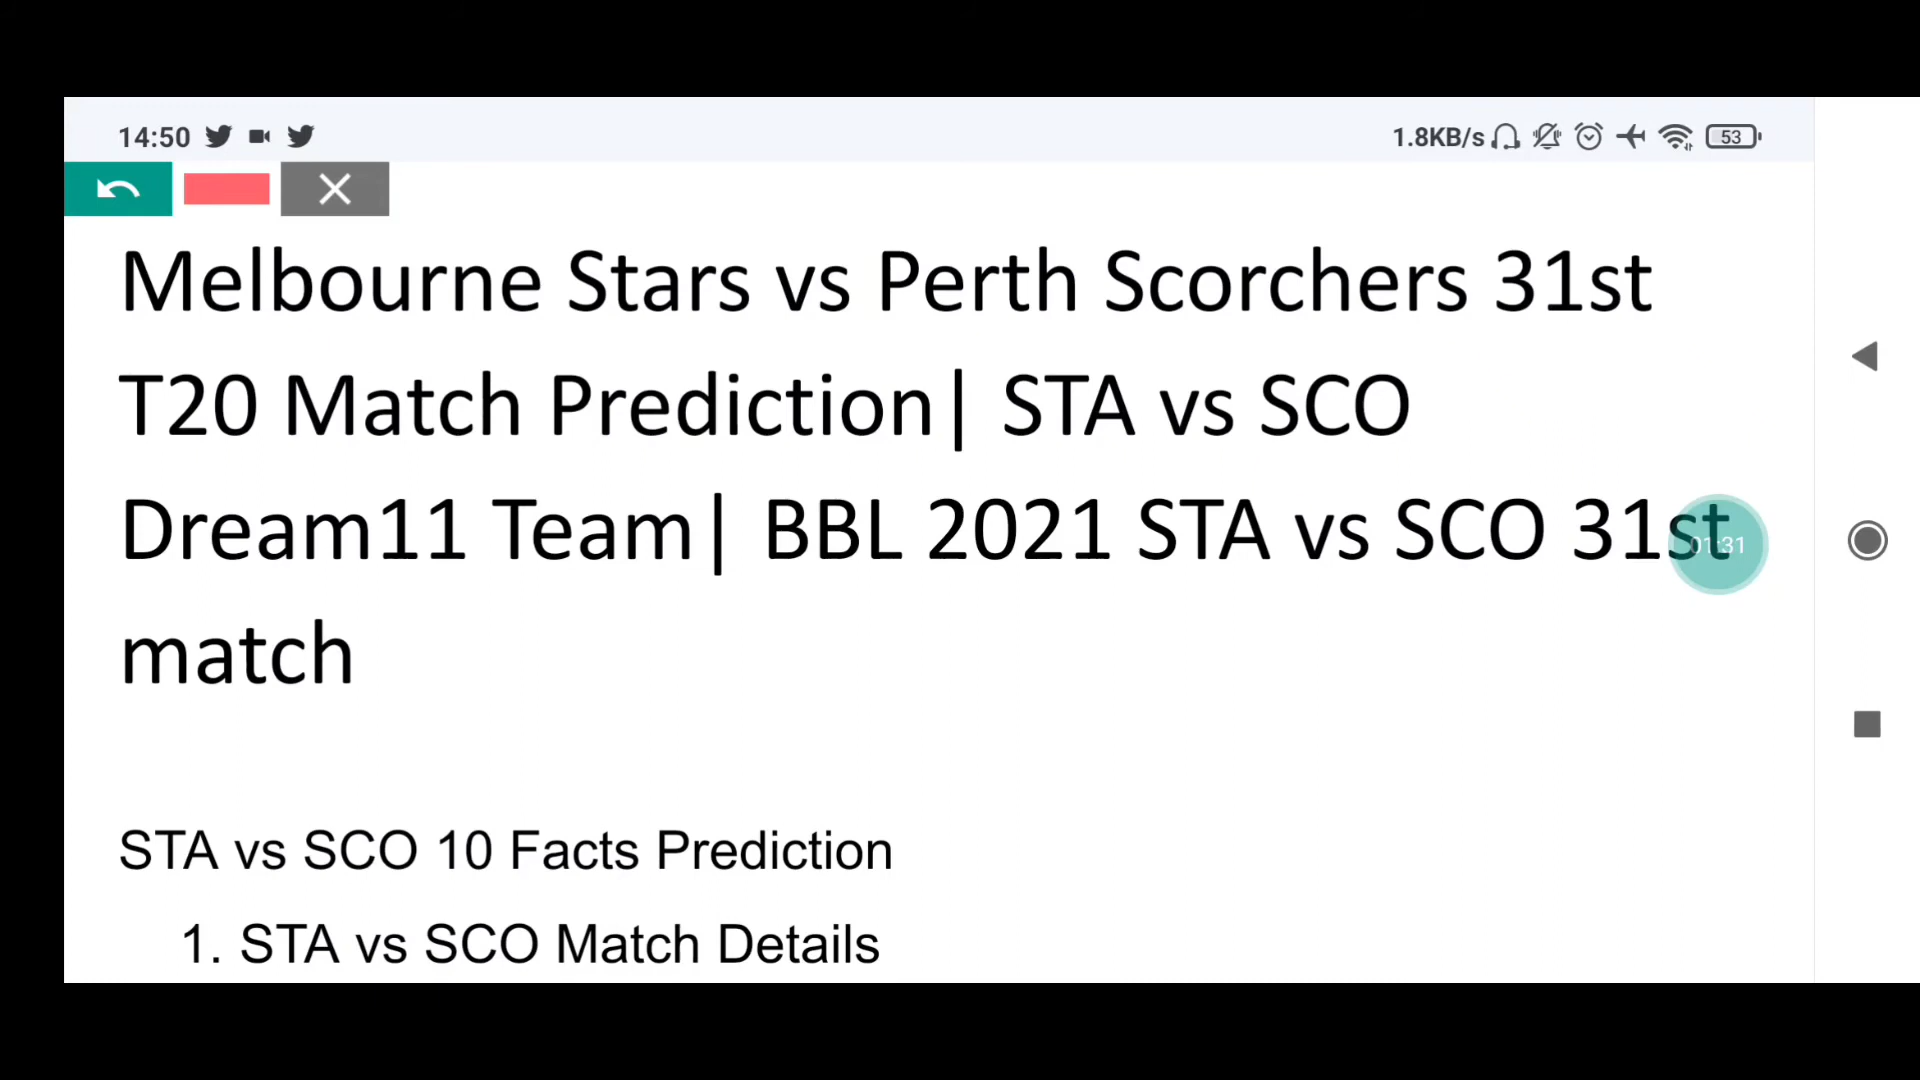 14:50 1.8KB/s 53
Melbourne Stars vs Perth Scorchers 31st
T20 Match Prediction| STA vs SCO
Dream11 Team| BBL 2021 STA vs SCO 31st
01:31
match
STA vs SCO 10 Facts Prediction
1. STA vs SCO Match Details